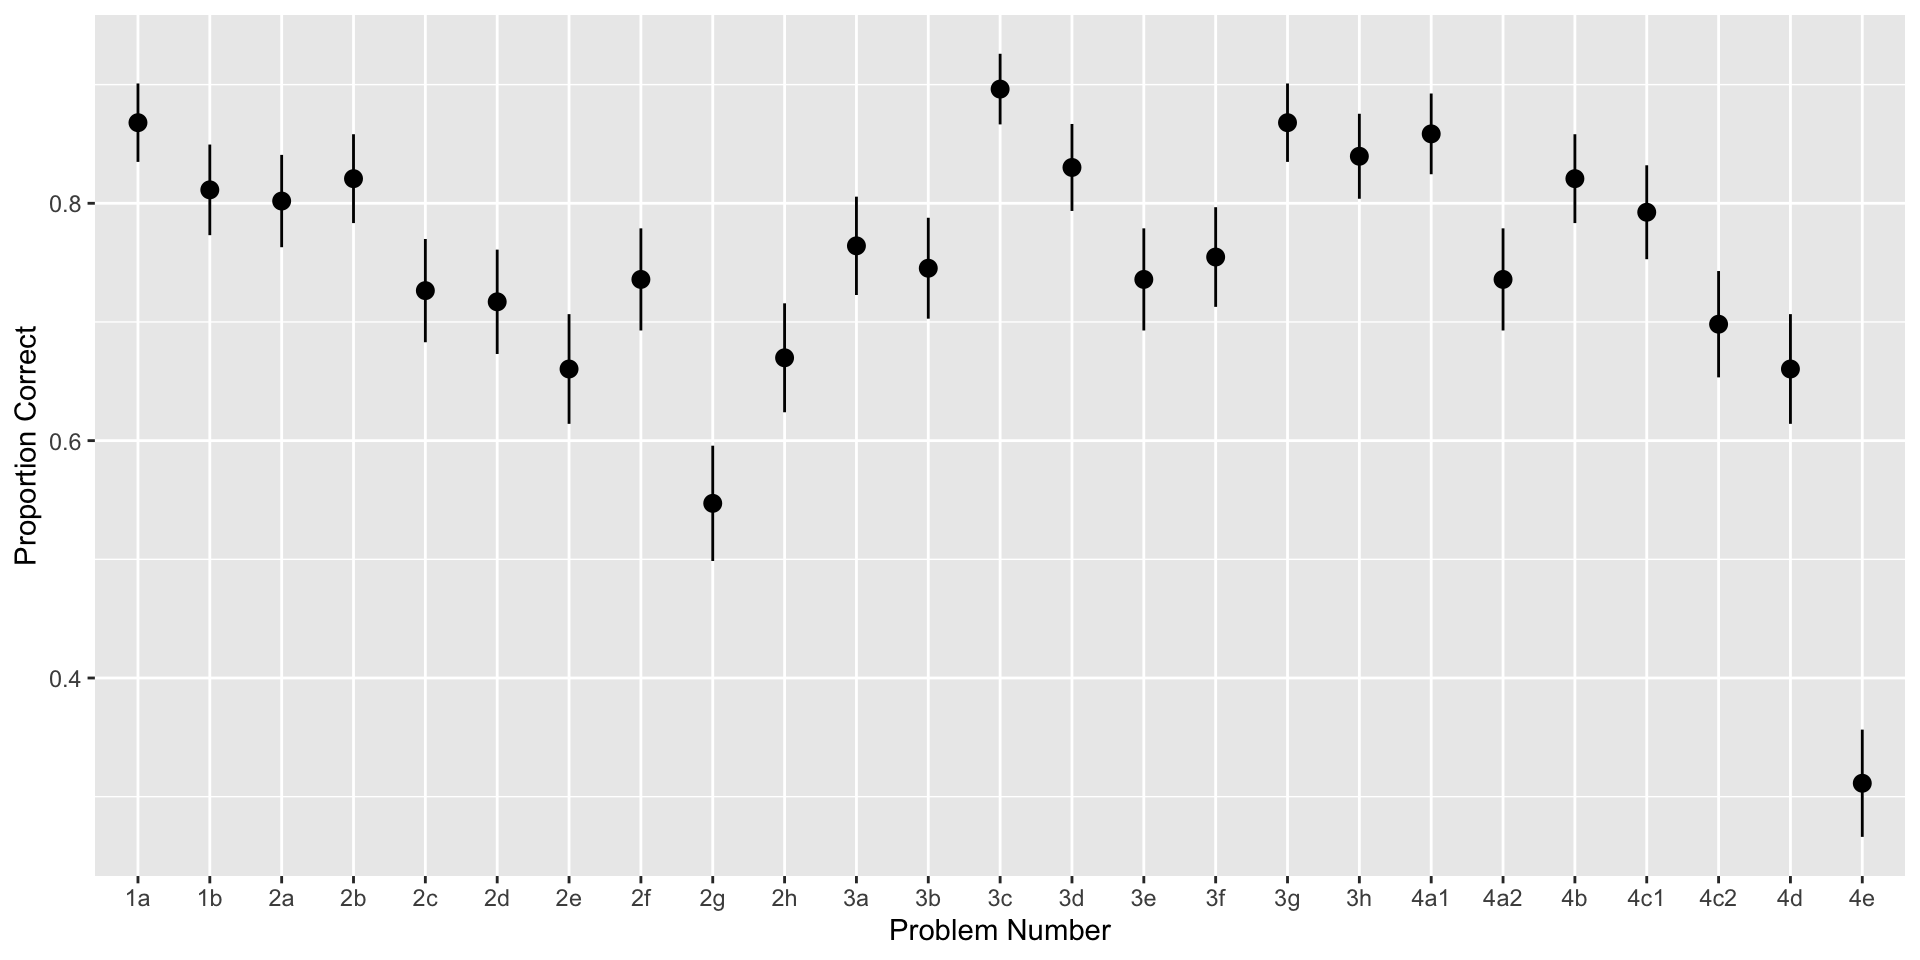 Proportion Correct
0.8
0.6
0.4
1a 1b 2a 2b 2c 2d 2e 2f 2g 2h 3a 3b 3c 3d 3e 3f 3g 3h 4a1 4a2 4b 4c1 4c2 4d 4e
Problem Number